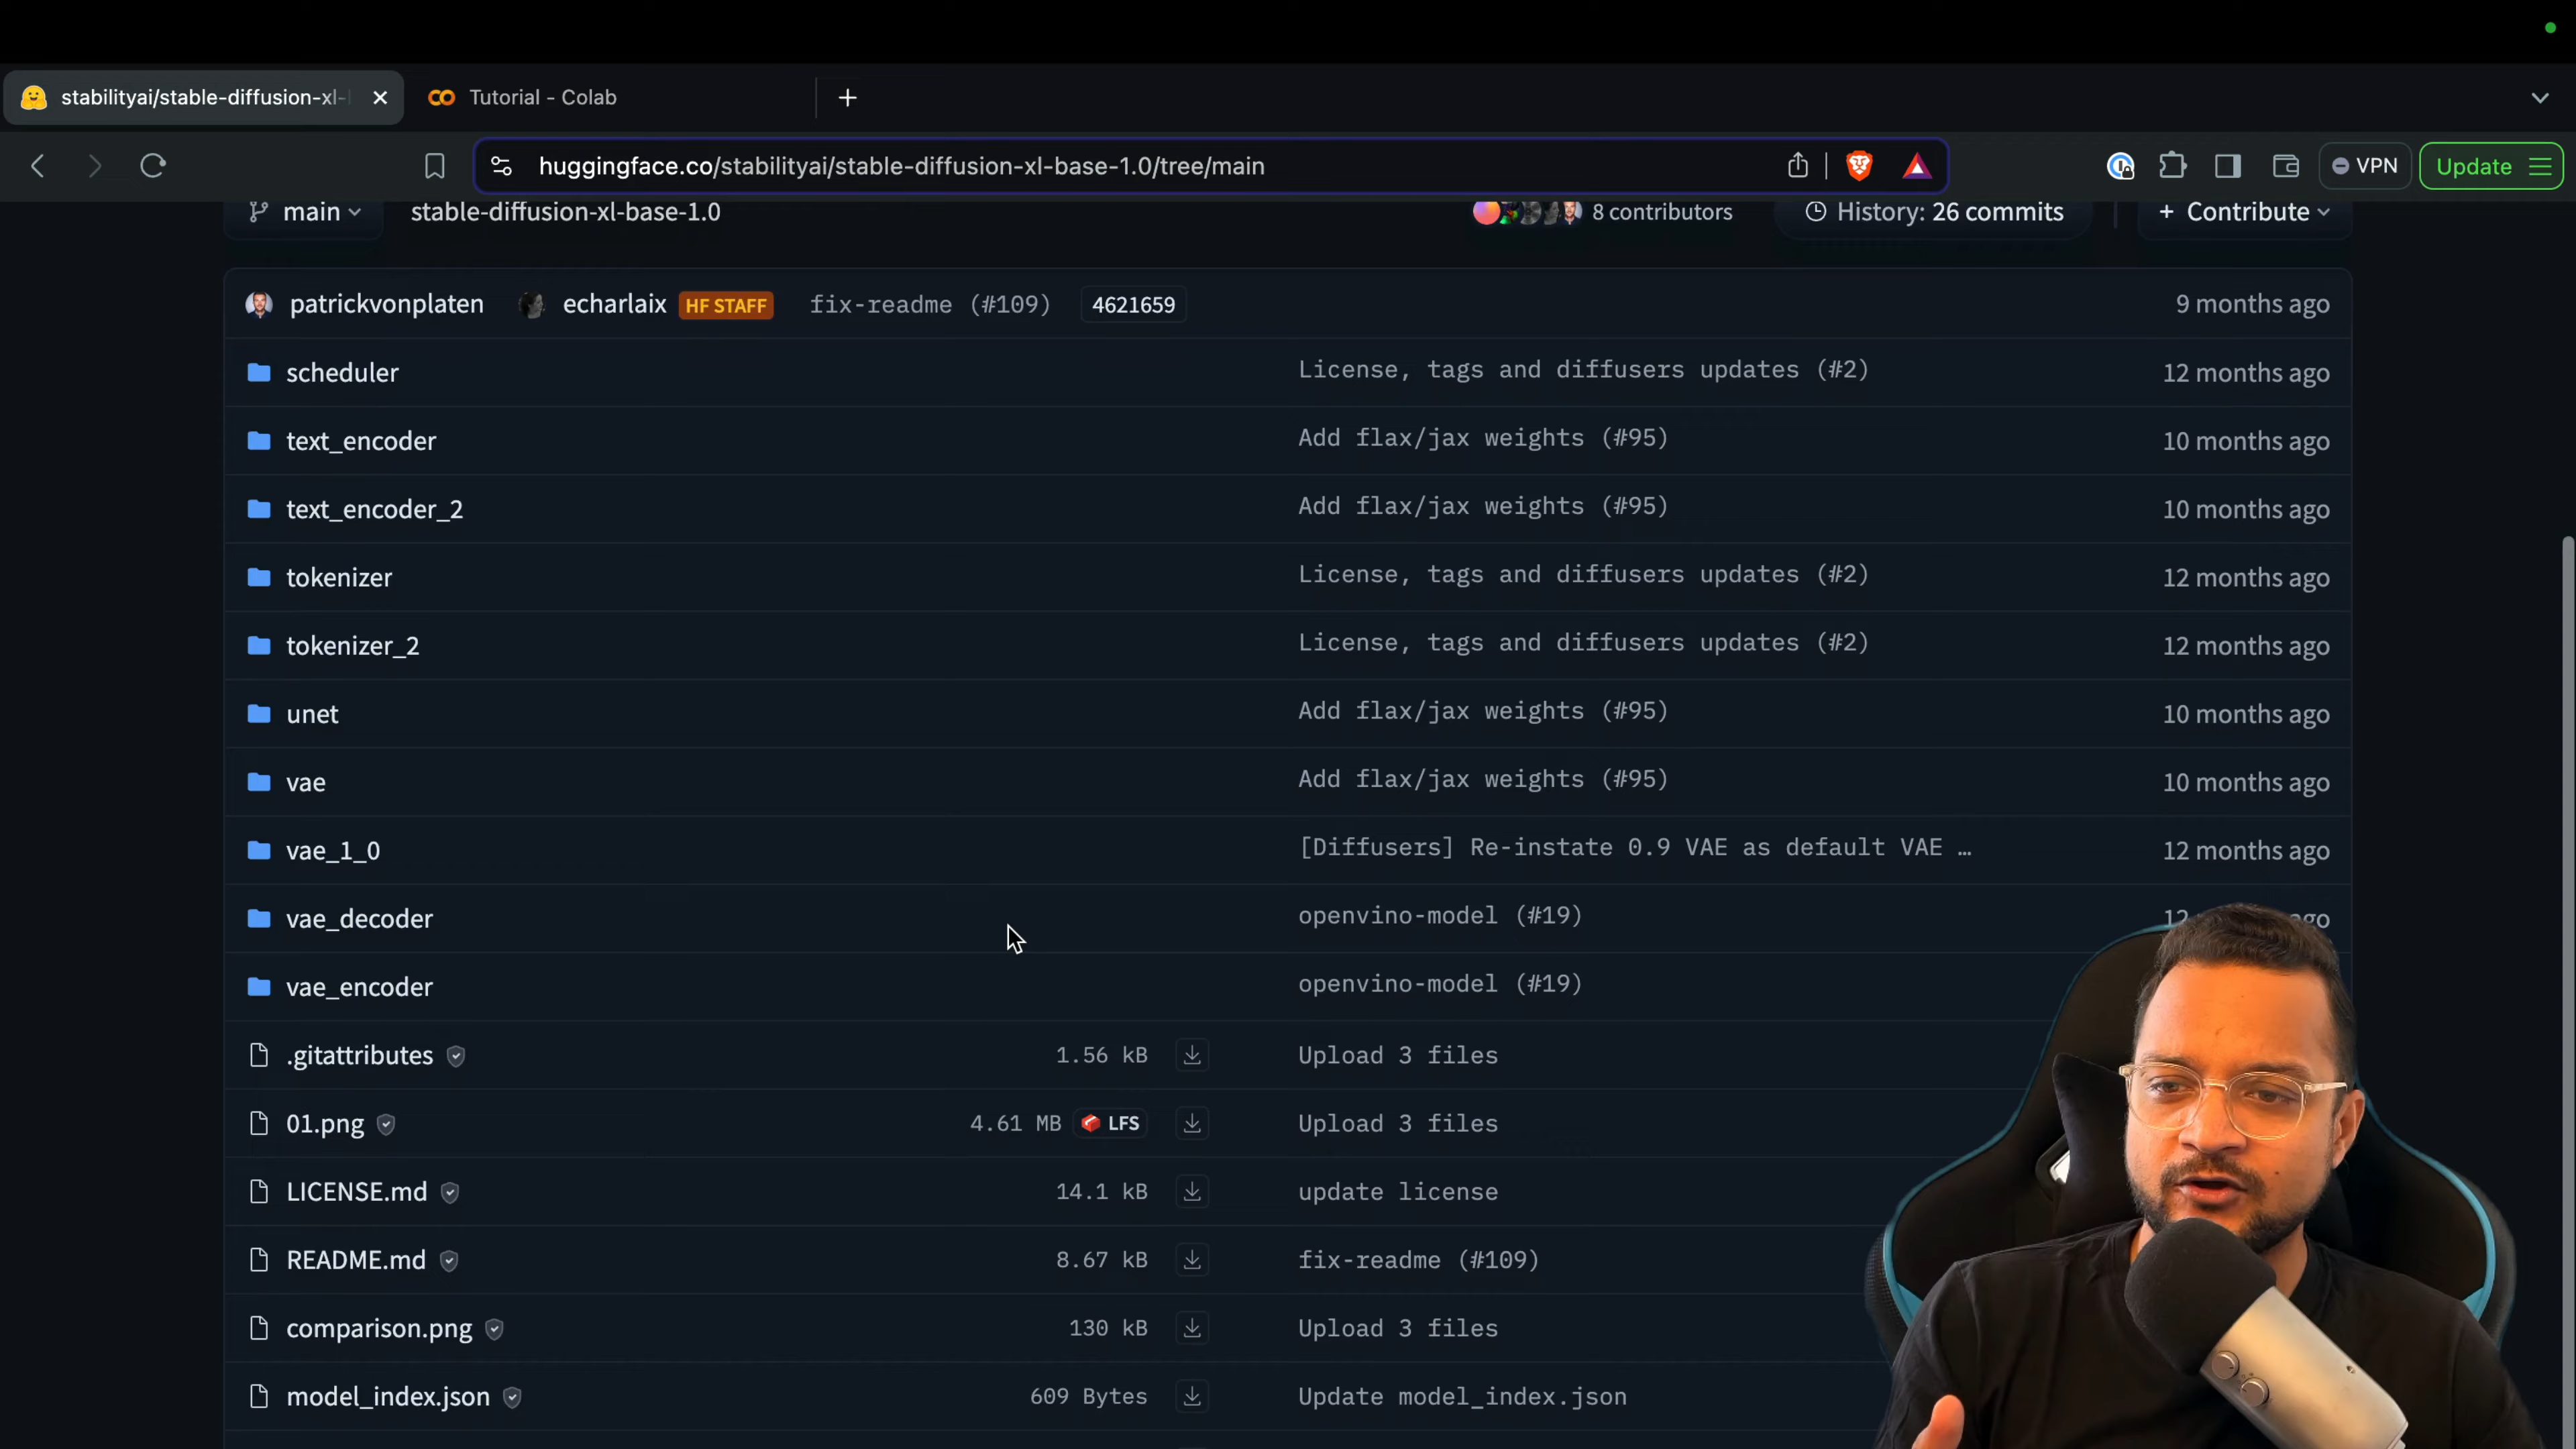 stabilityai/stable-diffusion-xl-
Tutorial - Colab
huggingface.co/stabilityai/stable-diffusion-xl-base-1.0/tree/main
VPN
Update
main
stable-diffusion-xl-base-1.0
8 contributors
History: 26 commits
Contribute
patrickvonplaten echarlaix HF STAFF fix-readme (#109) 4621659 9 months ago
scheduler License, tags and diffusers updates (#2) 12 months ago
text_encoder Add flax/jax weights (#95) 10 months ago
text_encoder_2 Add flax/jax weights (#95) 10 months ago
tokenizer License, tags and diffusers updates (#2) 12 months ago
tokenizer_2 License, tags and diffusers updates (#2) 12 months ago
unet Add flax/jax weights (#95) 10 months ago
vae Add flax/jax weights (#95) 10 months ago
vae_1_0 [Diffusers] Re-instate 0.9 VAE as default VAE … 12 months ago
vae_decoder openvino-model (#19) 12 ago
vae_encoder openvino-model (#19)
.gitattributes 1.56 kB Upload 3 files
01.png 4.61 MB LFS Upload 3 files
LICENSE.md 14.1 kB update license
README.md 8.67 kB fix-readme (#109)
comparison.png 130 kB Upload 3 files
model_index.json 609 Bytes Update model_index.json